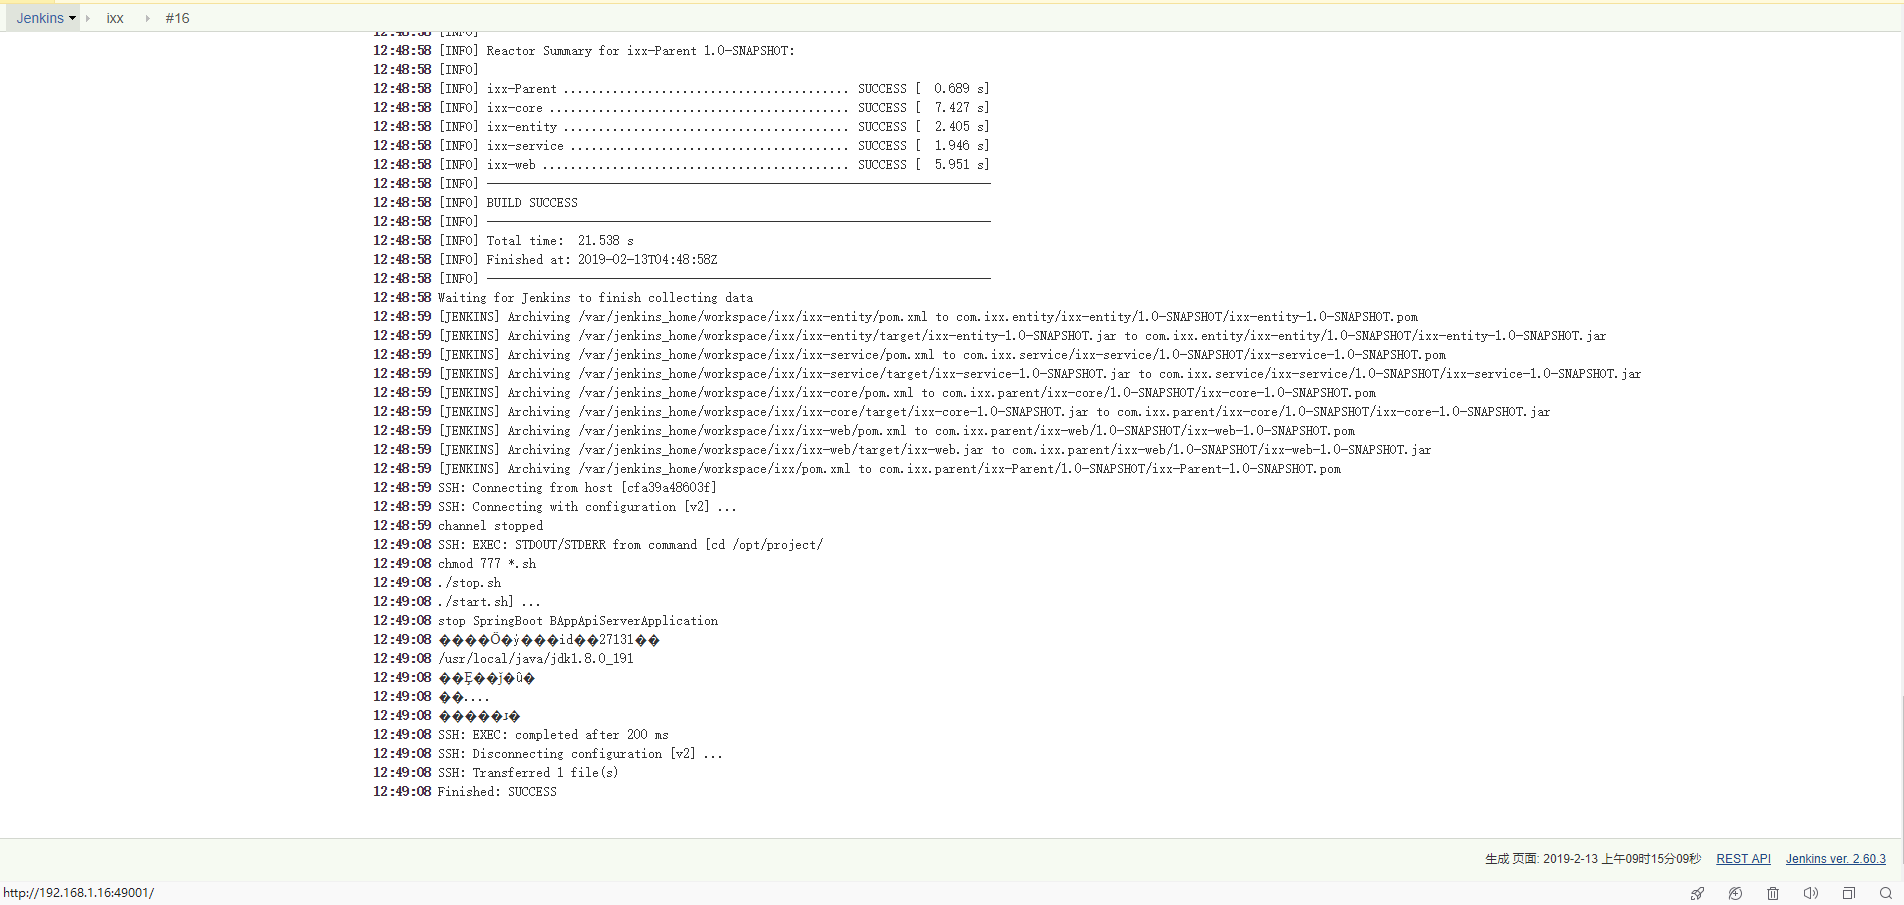 Jenkins ixx #16
12:48:58 [INFO]
12:48:58 [INFO] Reactor Summary for ixx-Parent 1.0-SNAPSHOT:
12:48:58 [INFO]
12:48:58 [INFO] ixx-Parent ......................................... SUCCESS [  0.689 s]
12:48:58 [INFO] ixx-core ........................................... SUCCESS [  7.427 s]
12:48:58 [INFO] ixx-entity ......................................... SUCCESS [  2.405 s]
12:48:58 [INFO] ixx-service ........................................ SUCCESS [  1.946 s]
12:48:58 [INFO] ixx-web ............................................ SUCCESS [  5.951 s]
12:48:58 [INFO] ------------------------------------------------------------------------
12:48:58 [INFO] BUILD SUCCESS
12:48:58 [INFO] ------------------------------------------------------------------------
12:48:58 [INFO] Total time:  21.538 s
12:48:58 [INFO] Finished at: 2019-02-13T04:48:58Z
12:48:58 [INFO] ------------------------------------------------------------------------
12:48:58 Waiting for Jenkins to finish collecting data
12:48:59 [JENKINS] Archiving /var/jenkins_home/workspace/ixx/ixx-entity/pom.xml to com.ixx.entity/ixx-entity/1.0-SNAPSHOT/ixx-entity-1.0-SNAPSHOT.pom
12:48:59 [JENKINS] Archiving /var/jenkins_home/workspace/ixx/ixx-entity/target/ixx-entity-1.0-SNAPSHOT.jar to com.ixx.entity/ixx-entity/1.0-SNAPSHOT/ixx-entity-1.0-SNAPSHOT.jar
12:48:59 [JENKINS] Archiving /var/jenkins_home/workspace/ixx/ixx-service/pom.xml to com.ixx.service/ixx-service/1.0-SNAPSHOT/ixx-service-1.0-SNAPSHOT.pom
12:48:59 [JENKINS] Archiving /var/jenkins_home/workspace/ixx/ixx-service/target/ixx-service-1.0-SNAPSHOT.jar to com.ixx.service/ixx-service/1.0-SNAPSHOT/ixx-service-1.0-SNAPSHOT.jar
12:48:59 [JENKINS] Archiving /var/jenkins_home/workspace/ixx/ixx-core/pom.xml to com.ixx.parent/ixx-core/1.0-SNAPSHOT/ixx-core-1.0-SNAPSHOT.pom
12:48:59 [JENKINS] Archiving /var/jenkins_home/workspace/ixx/ixx-core/target/ixx-core-1.0-SNAPSHOT.jar to com.ixx.parent/ixx-core/1.0-SNAPSHOT/ixx-core-1.0-SNAPSHOT.jar
12:48:59 [JENKINS] Archiving /var/jenkins_home/workspace/ixx/ixx-web/pom.xml to com.ixx.parent/ixx-web/1.0-SNAPSHOT/ixx-web-1.0-SNAPSHOT.pom
12:48:59 [JENKINS] Archiving /var/jenkins_home/workspace/ixx/ixx-web/target/ixx-web.jar to com.ixx.parent/ixx-web/1.0-SNAPSHOT/ixx-web-1.0-SNAPSHOT.jar
12:48:59 [JENKINS] Archiving /var/jenkins_home/workspace/ixx/pom.xml to com.ixx.parent/ixx-Parent/1.0-SNAPSHOT/ixx-Parent-1.0-SNAPSHOT.pom
12:48:59 SSH: Connecting from host [cfa39a48603f]
12:48:59 SSH: Connecting with configuration [v2] ...
12:48:59 channel stopped
12:49:08 SSH: EXEC: STDOUT/STDERR from command [cd /opt/project/
12:49:08 chmod 777 *.sh
12:49:08 ./stop.sh
12:49:08 ./start.sh] ...
12:49:08 stop SpringBoot BAppApiServerApplication
12:49:08 ����Ö�ý���id��27131��
12:49:08 /usr/local/java/jdk1.8.0_191
12:49:08 ��Ȩ��ǰ�û�
12:49:08 ��....
12:49:08 �����ɹ�
12:49:08 SSH: EXEC: completed after 200 ms
12:49:08 SSH: Disconnecting configuration [v2] ...
12:49:08 SSH: Transferred 1 file(s)
12:49:08 Finished: SUCCESS
生成 页面: 2019-2-13 上午09时15分09秒 REST API Jenkins ver. 2.60.3
http://192.168.1.16:49001/